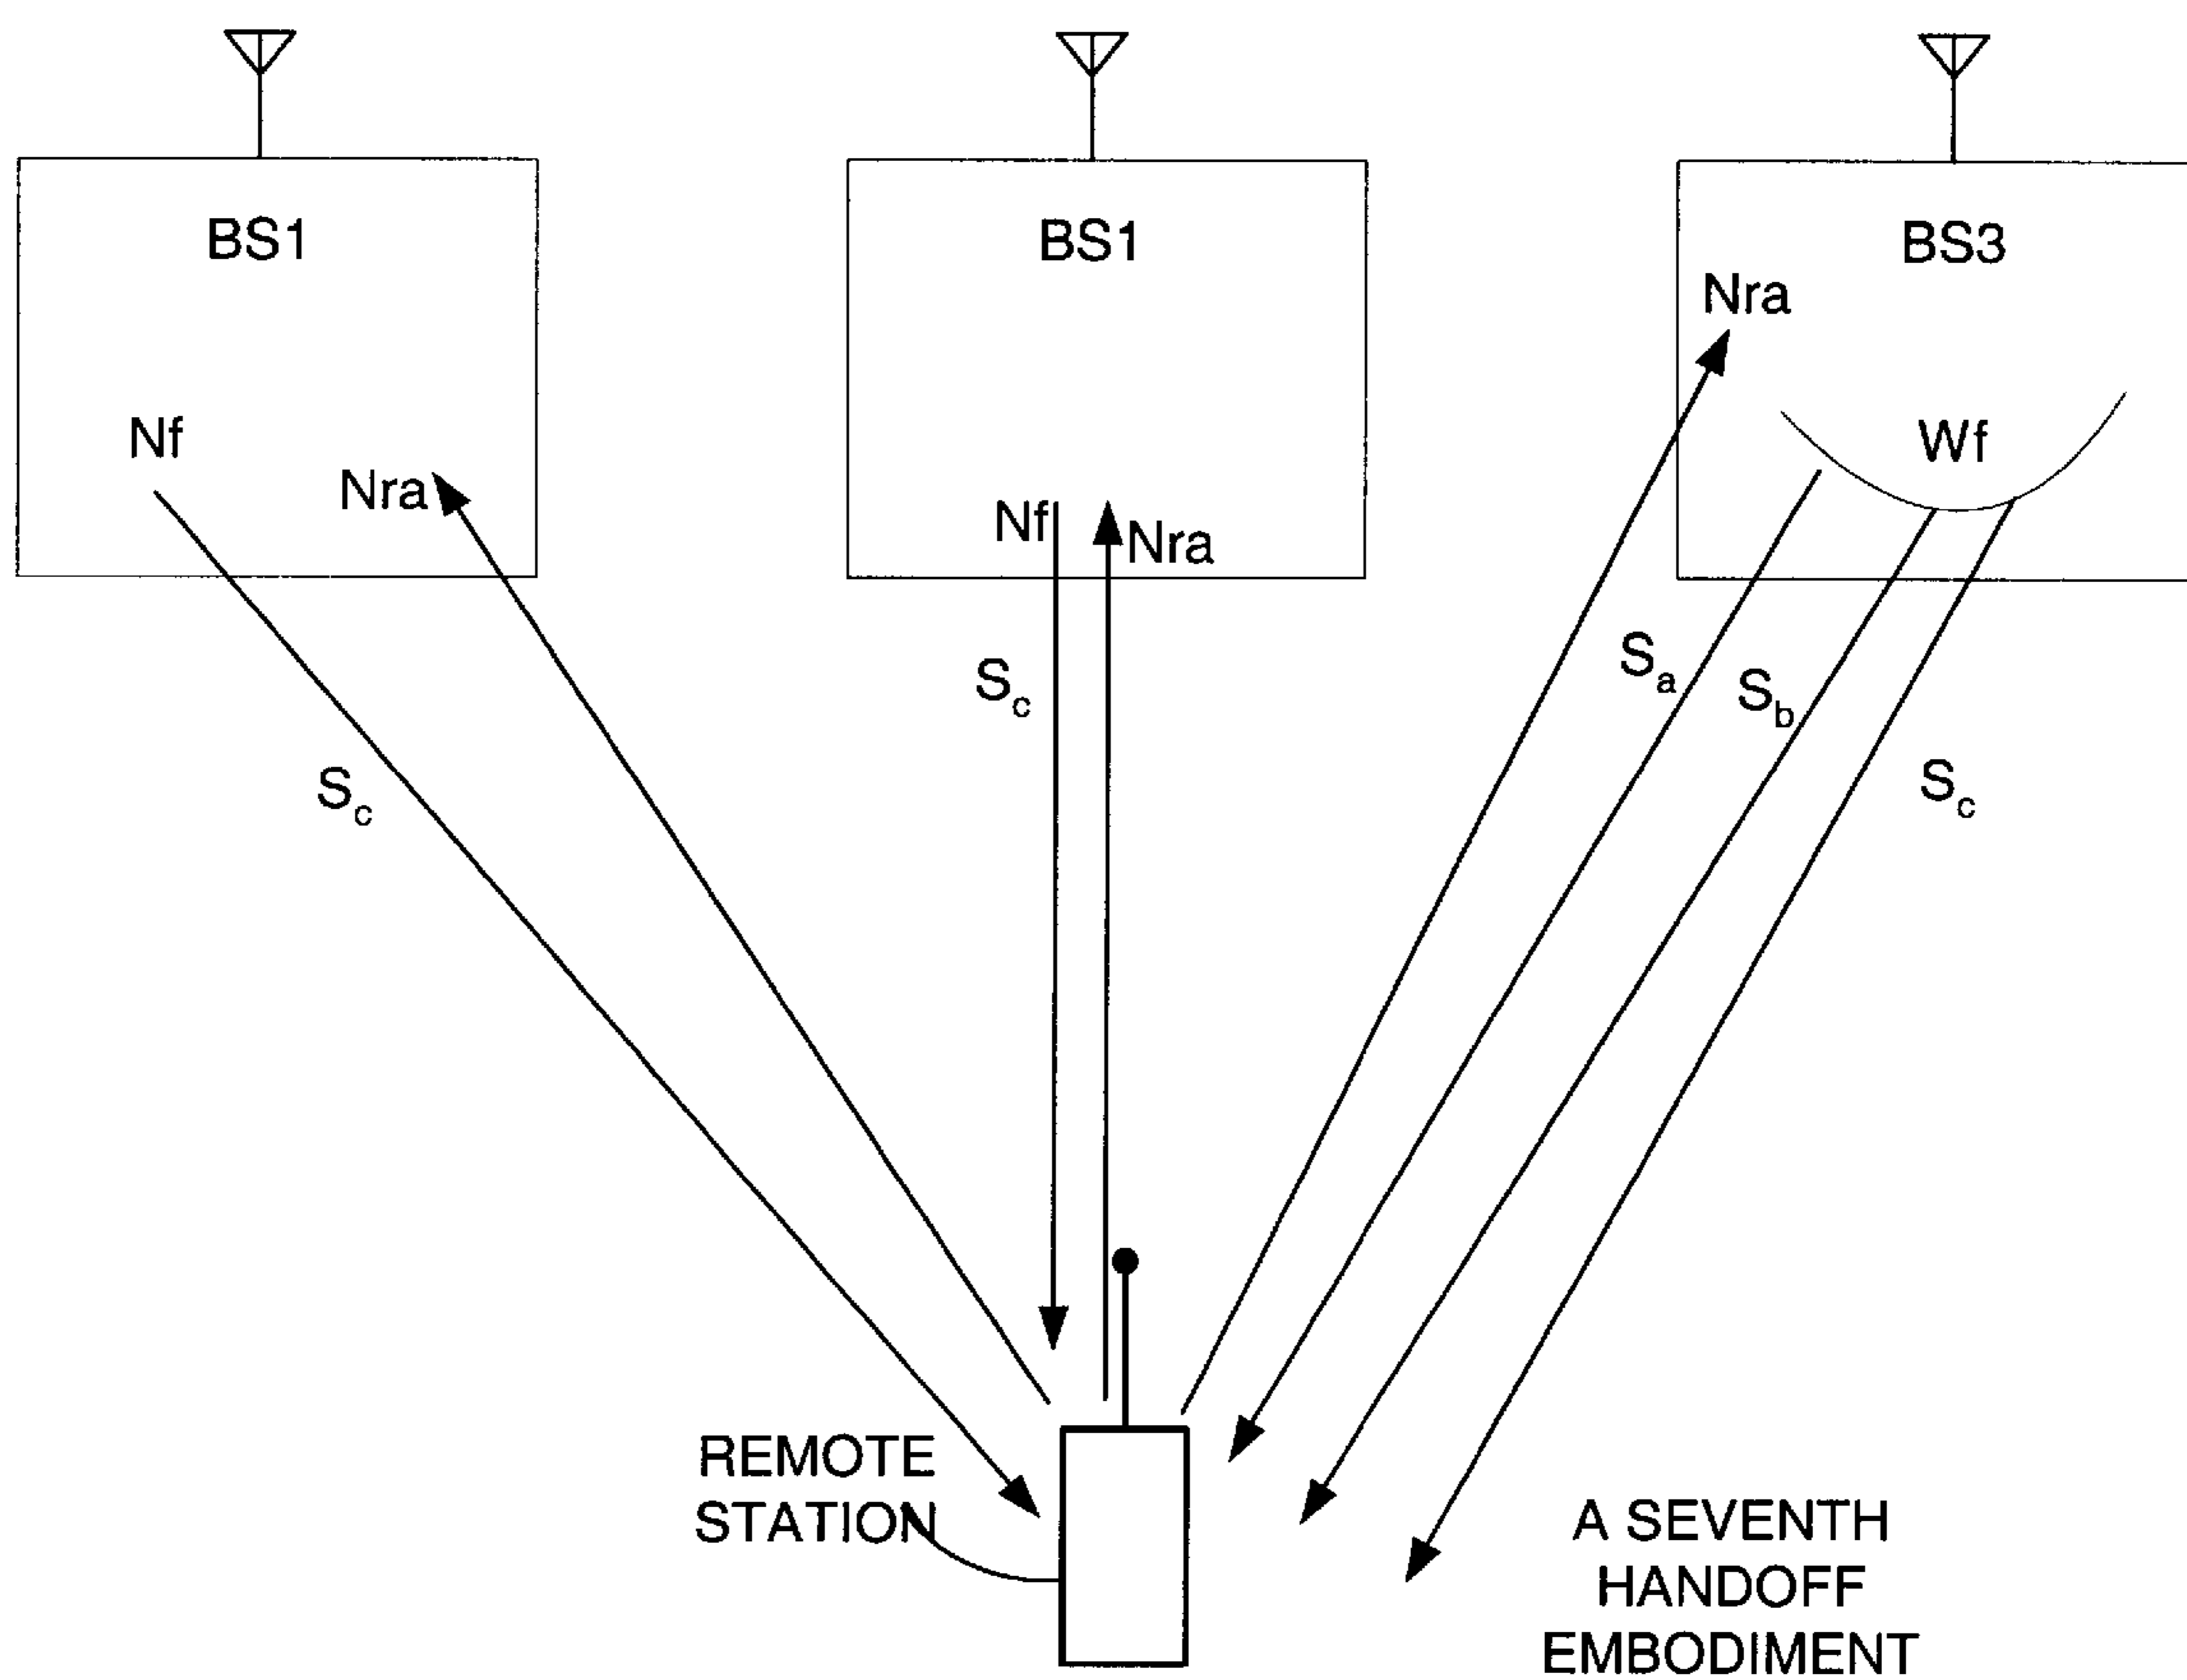 BS1
BS1
BS3
Nra
Nf
Wf
Nra
Nf
Nra
Sa
Sb
Sc
Sc
Sc
REMOTE
STATION
A SEVENTH
HANDOFF
EMBODIMENT